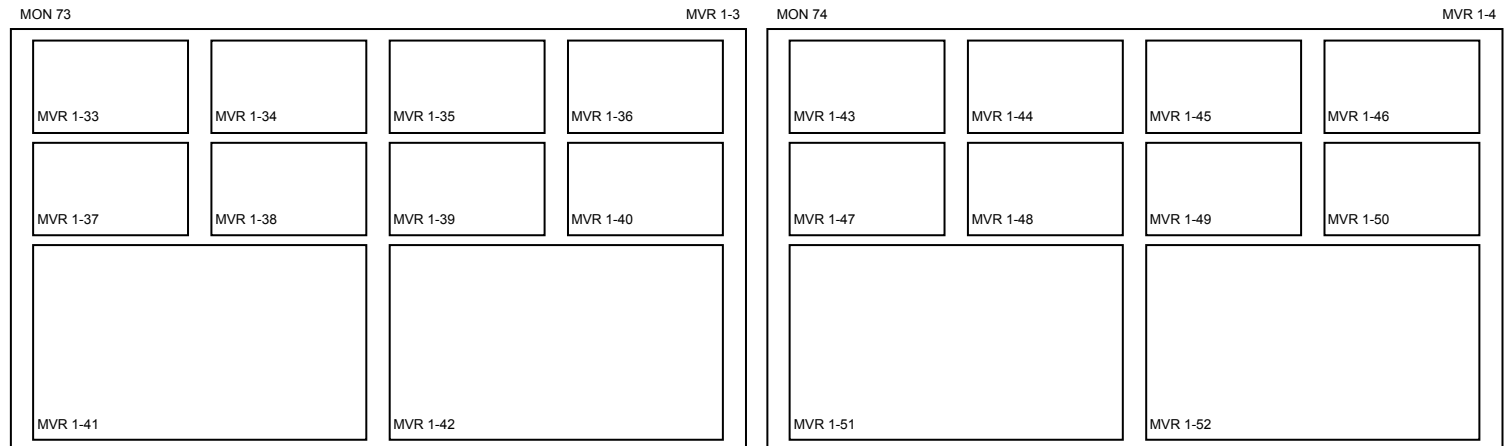 MON 73 MVR 1-3 MON 74 MVR 1-4
MVR 1-33 MVR 1-34 MVR 1-35 MVR 1-36 MVR 1-43 MVR 1-44 MVR 1-45 MVR 1-46
MVR 1-37 MVR 1-38 MVR 1-39 MVR 1-40 MVR 1-47 MVR 1-48 MVR 1-49 MVR 1-50
MVR 1-41 MVR 1-42 MVR 1-51 MVR 1-52